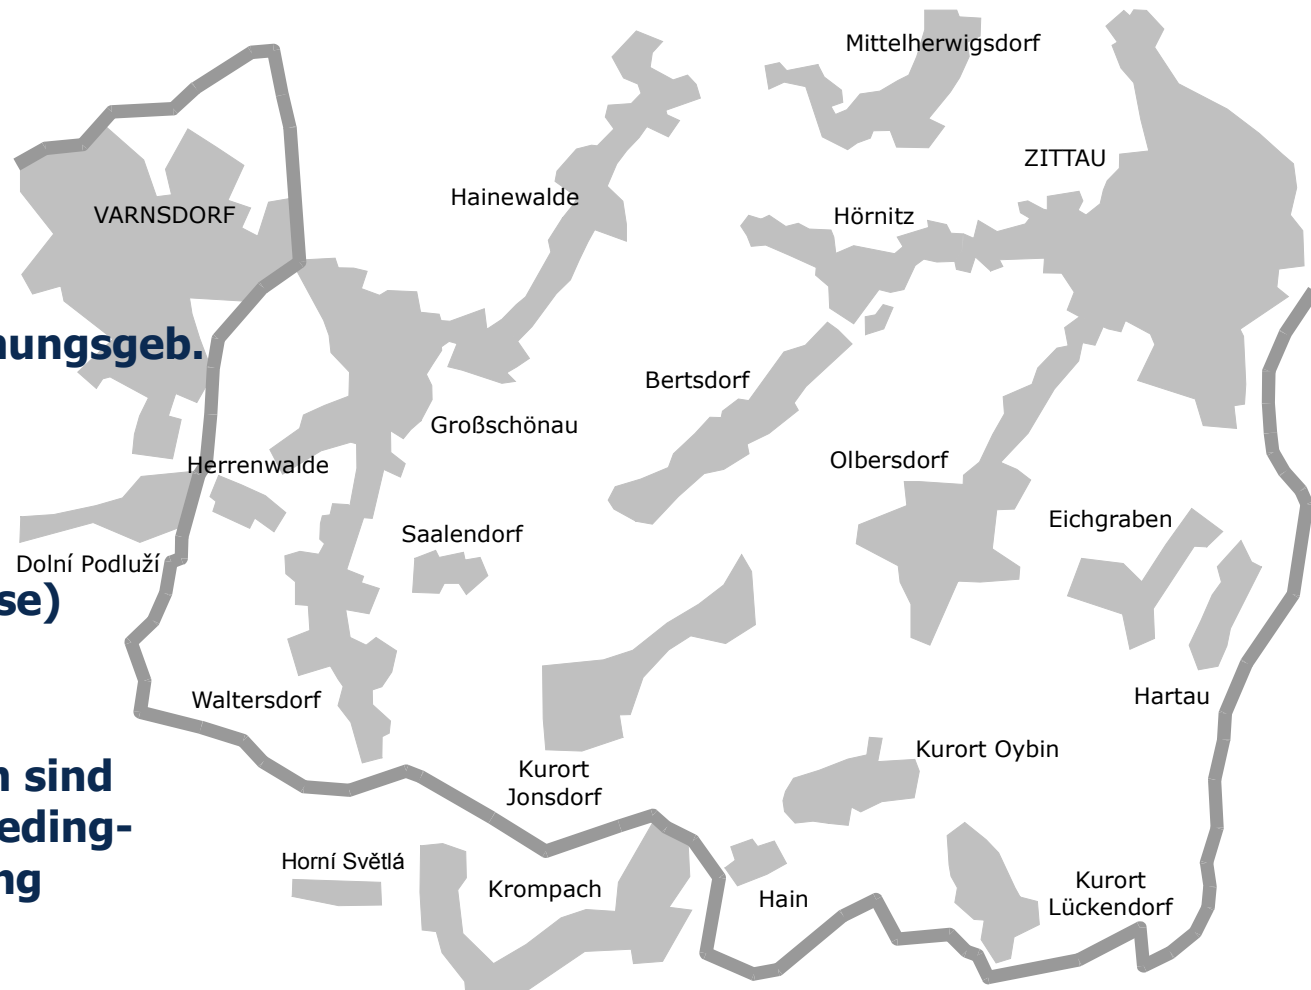 Mittelherwigsdorf
ZITTAU
Hainewalde
VARNSDORF
Hörnitz
nungsgeb.
Bertsdorf
Großschönau
Herrenwalde
Olbersdorf
Eichgraben
Saalendorf
Dolní Podluží
se)
Waltersdorf
Hartau
Kurort Oybin
Kurort
Jonsdorf
n sind
eding-
ng
Horní Světlá
Krompach
Hain
Kurort
Lückendorf